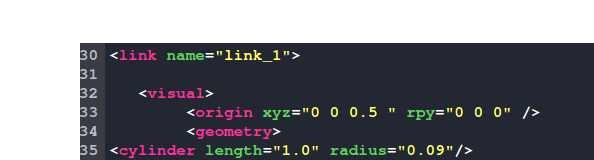 30 <link name="link_1">
31
32 <visual>
33 <origin xyz="0 0 0.5 " rpy="0 0 0" />
34 <geometry>
35 <cylinder length="1.0" radius="0.09"/>